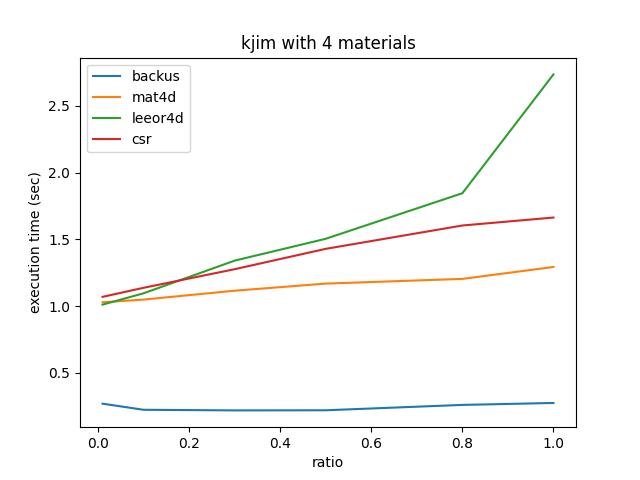 kjim with 4 materials
backus
mat4d
leeor4d
csr
execution time (sec)
2.5
2.0
1.5
1.0
0.5
0.0 0.2 0.4 0.6 0.8 1.0
ratio